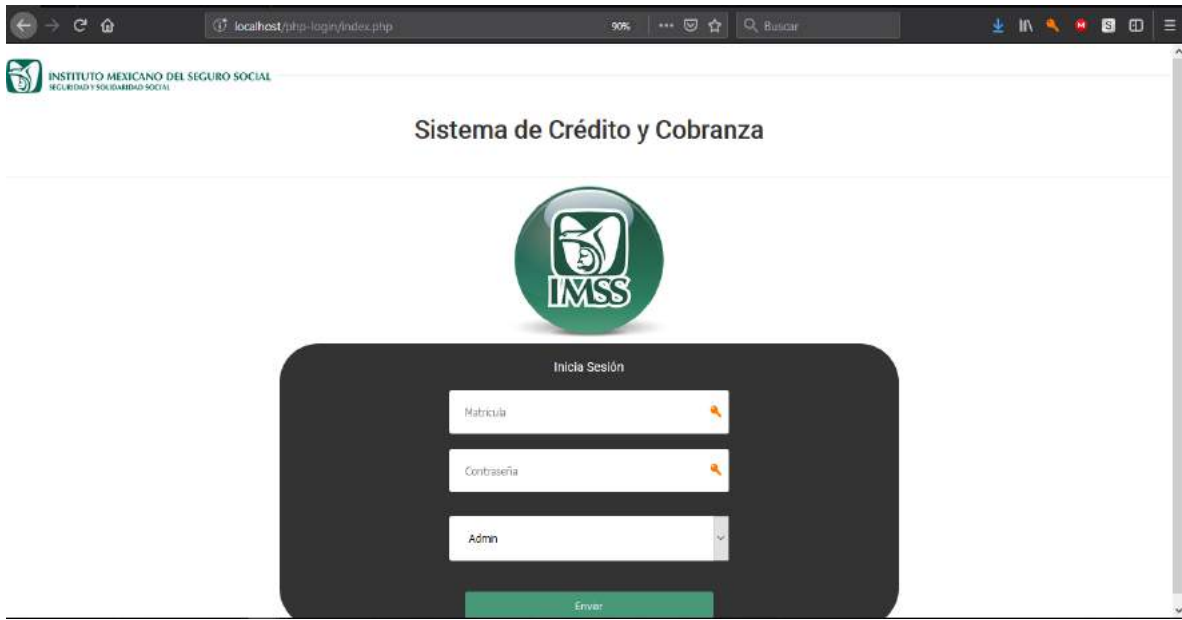 localhost/php-login/index.php 90% ... Buscar
INSTITUTO MEXICANO DEL SEGURO SOCIAL
SEGURIDAD Y SOLIDARIDAD SOCIAL
Sistema de Crédito y Cobranza
IMSS
Inicia Sesión
Matricula
Contraseña
Admin
Enviar